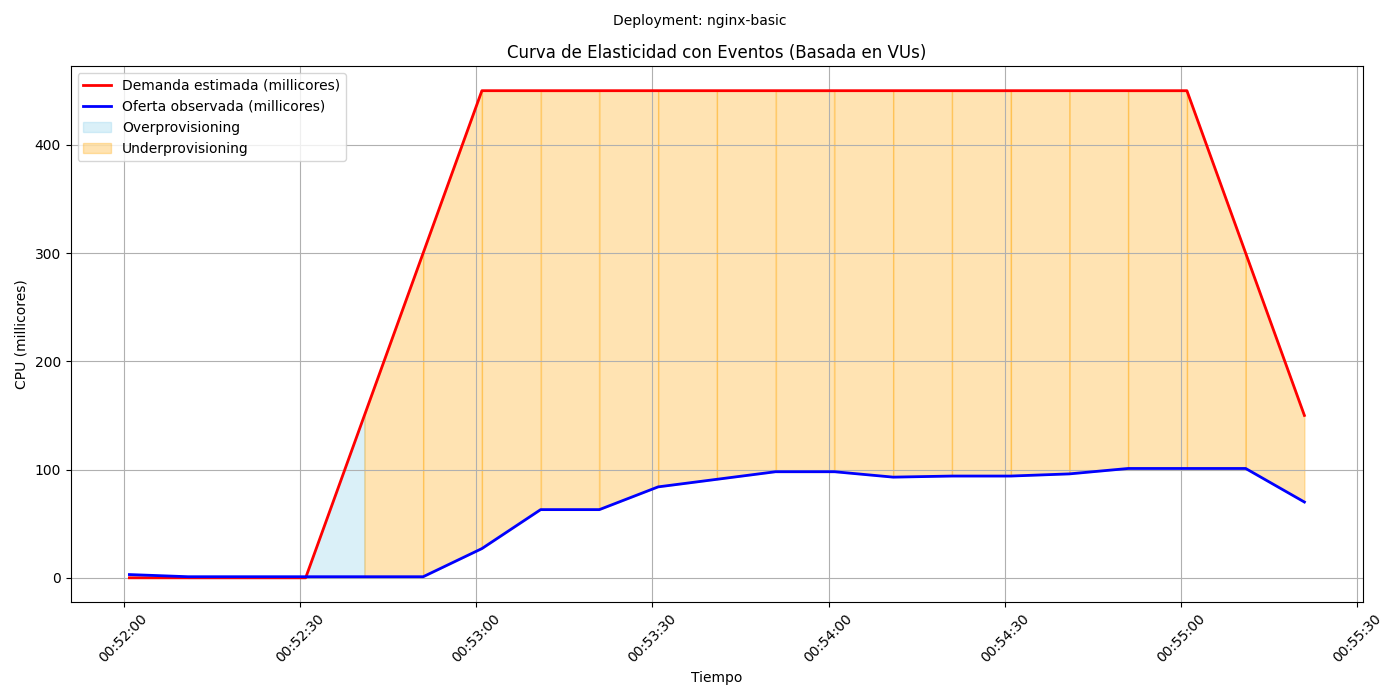 Deployment: nginx-basic
Curva de Elasticidad con Eventos (Basada en VUs)
Demanda estimada (millicores)
Oferta observada (millicores)
Overprovisioning
Underprovisioning
CPU (millicores)
400
300
200
100
0
00:52:00
00:52:30
00:53:00
00:53:30
00:54:00
00:54:30
00:55:00
00:55:30
Tiempo